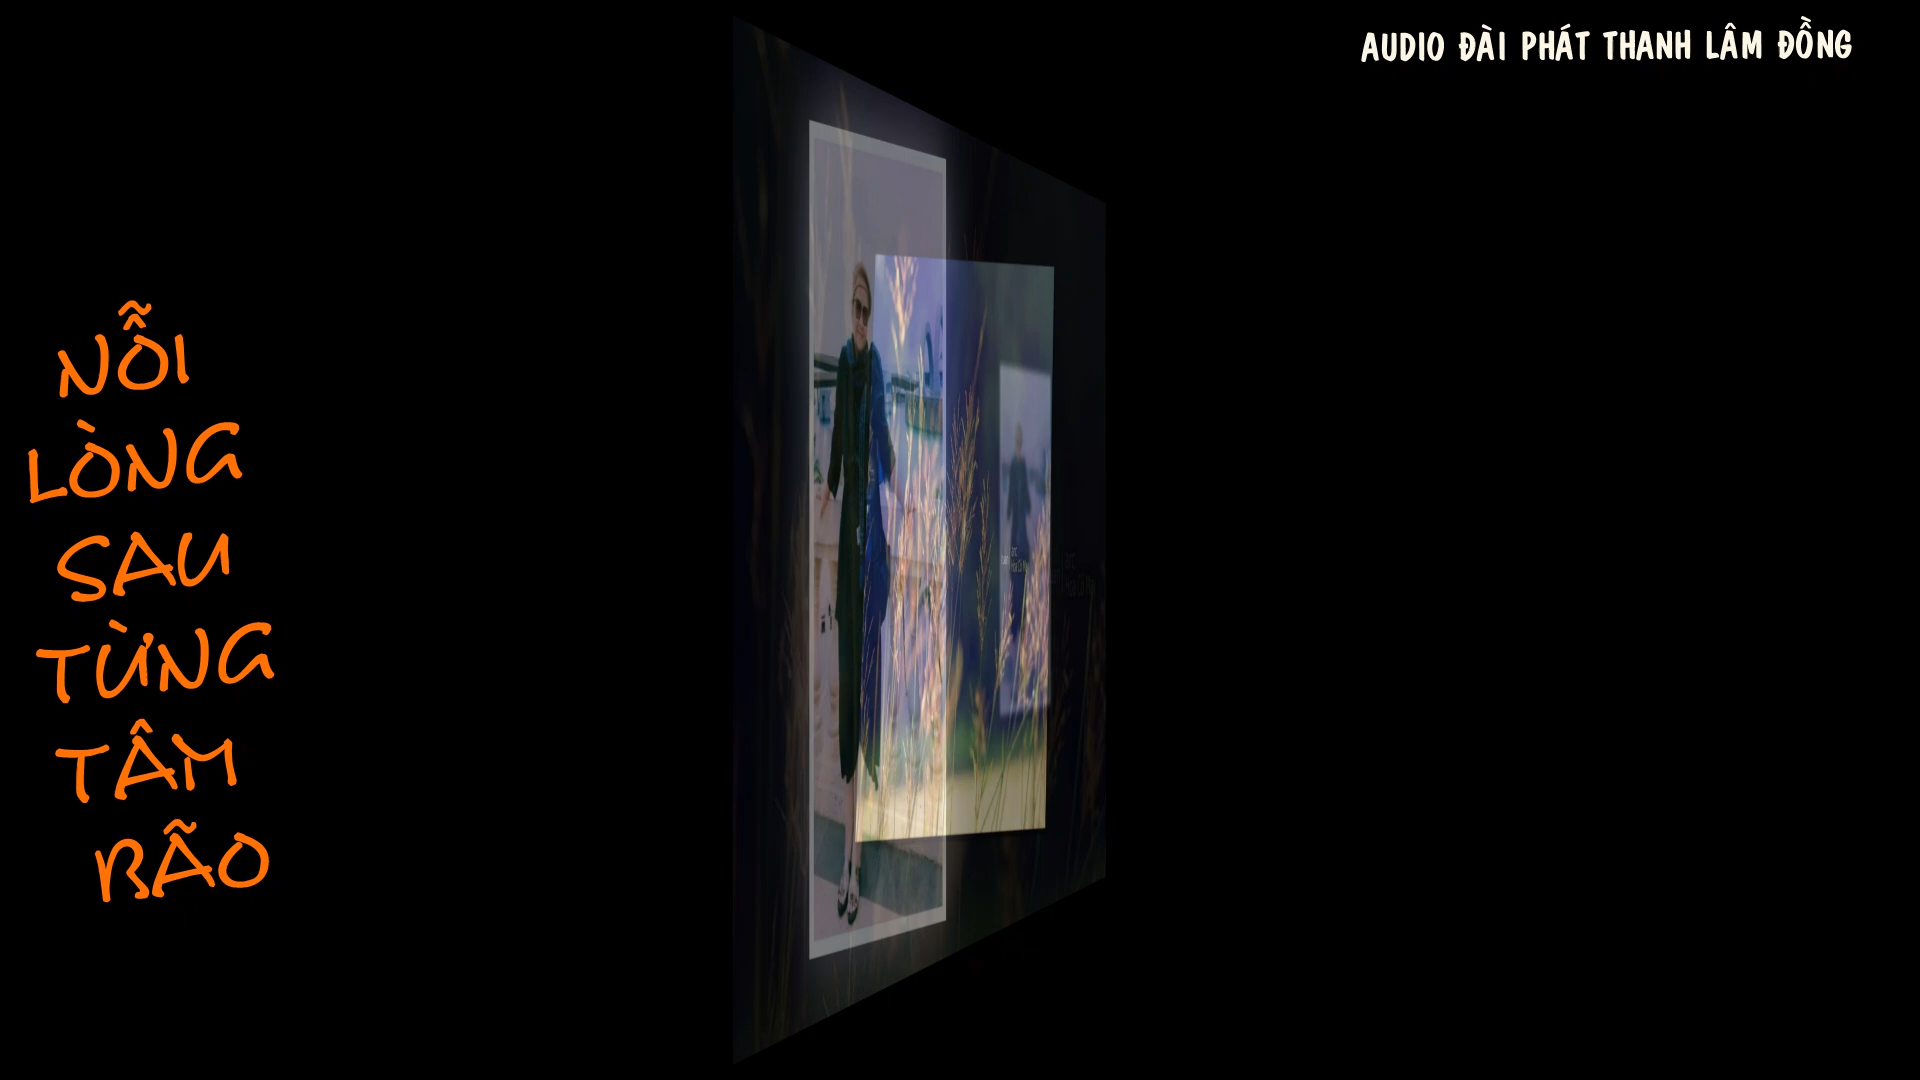 AUDIO ĐÀI PHÁT THANH LÂM ĐỒNG
NỖI
LÒNG
SAU
TỪNG
TÂM
BÃO